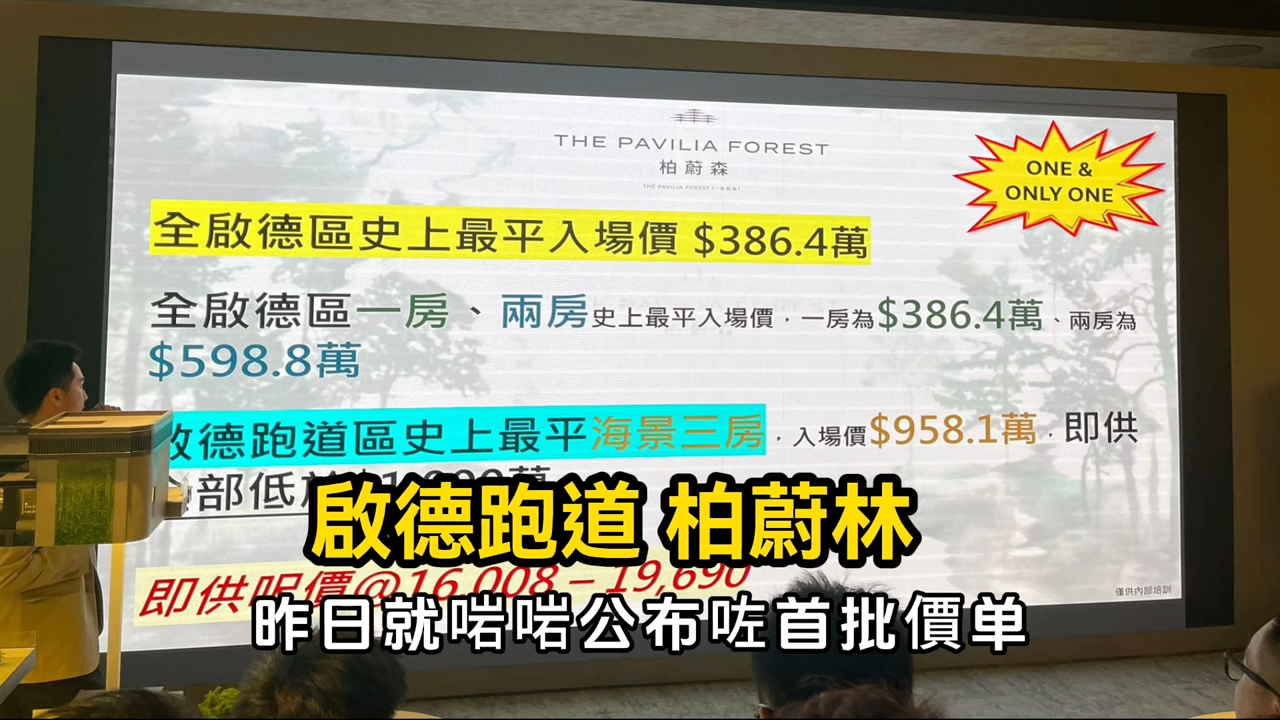 THE PAVILIA FOREST
柏蔚森
ONE &
ONLY ONE
全啟德區史上最平入場價 $386.4萬
全啟德區一房、兩房史上最平入場價，一房為$386.4萬、兩房為
$598.8萬
啟德跑道區史上最平海景三房，入場價$958.1萬，即供
部低於
啟德跑道 柏蔚林
即供呎價@16,008 – 19,690
僅供內部培訓
昨日就啱啱公布咗首批價单